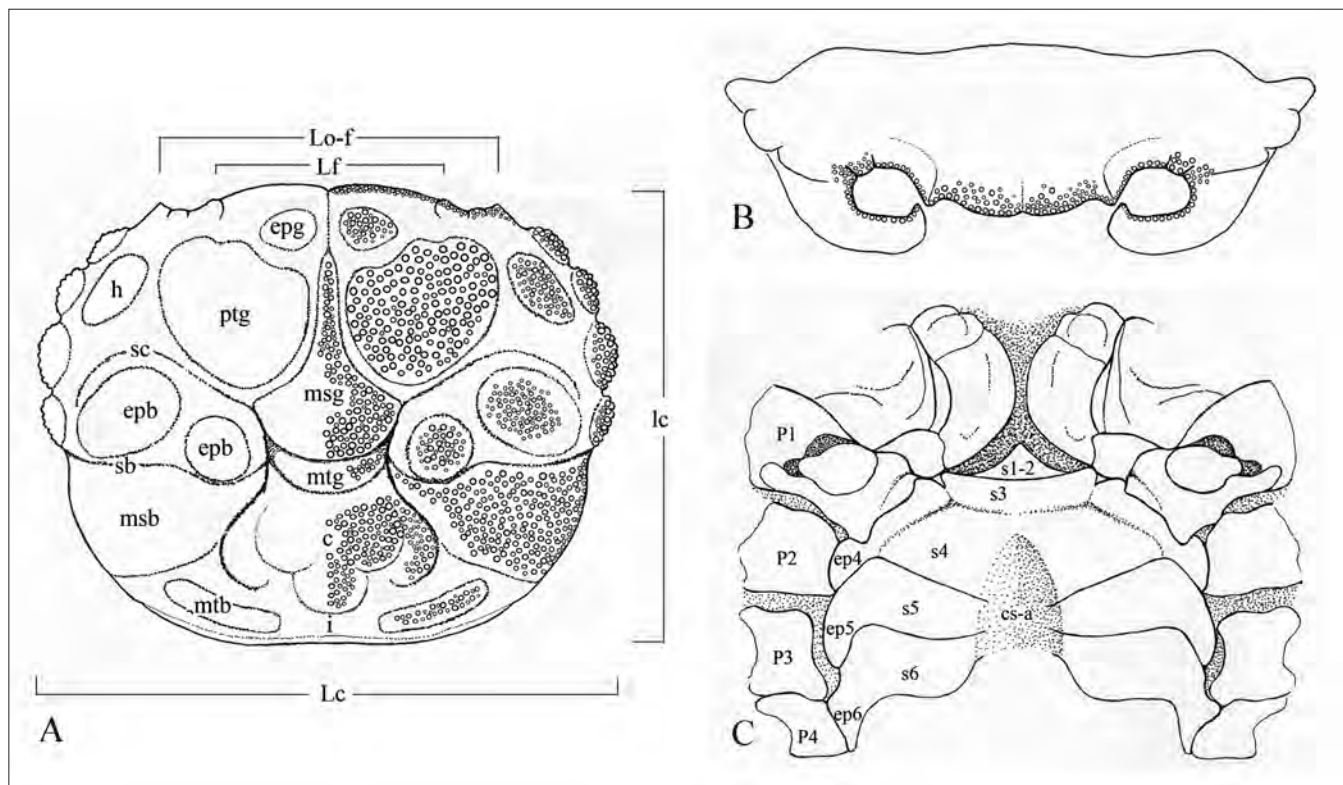 Lo-f
Lf
epg
h
ptg
sc
epb
msg
lc
epb
sb
mtg
msb
c
mtb
i
Lc
A
B
P1
s1-2
s3
P2
ep4
s4
cs-a
s5
ep5
P3
s6
ep6
P4
C